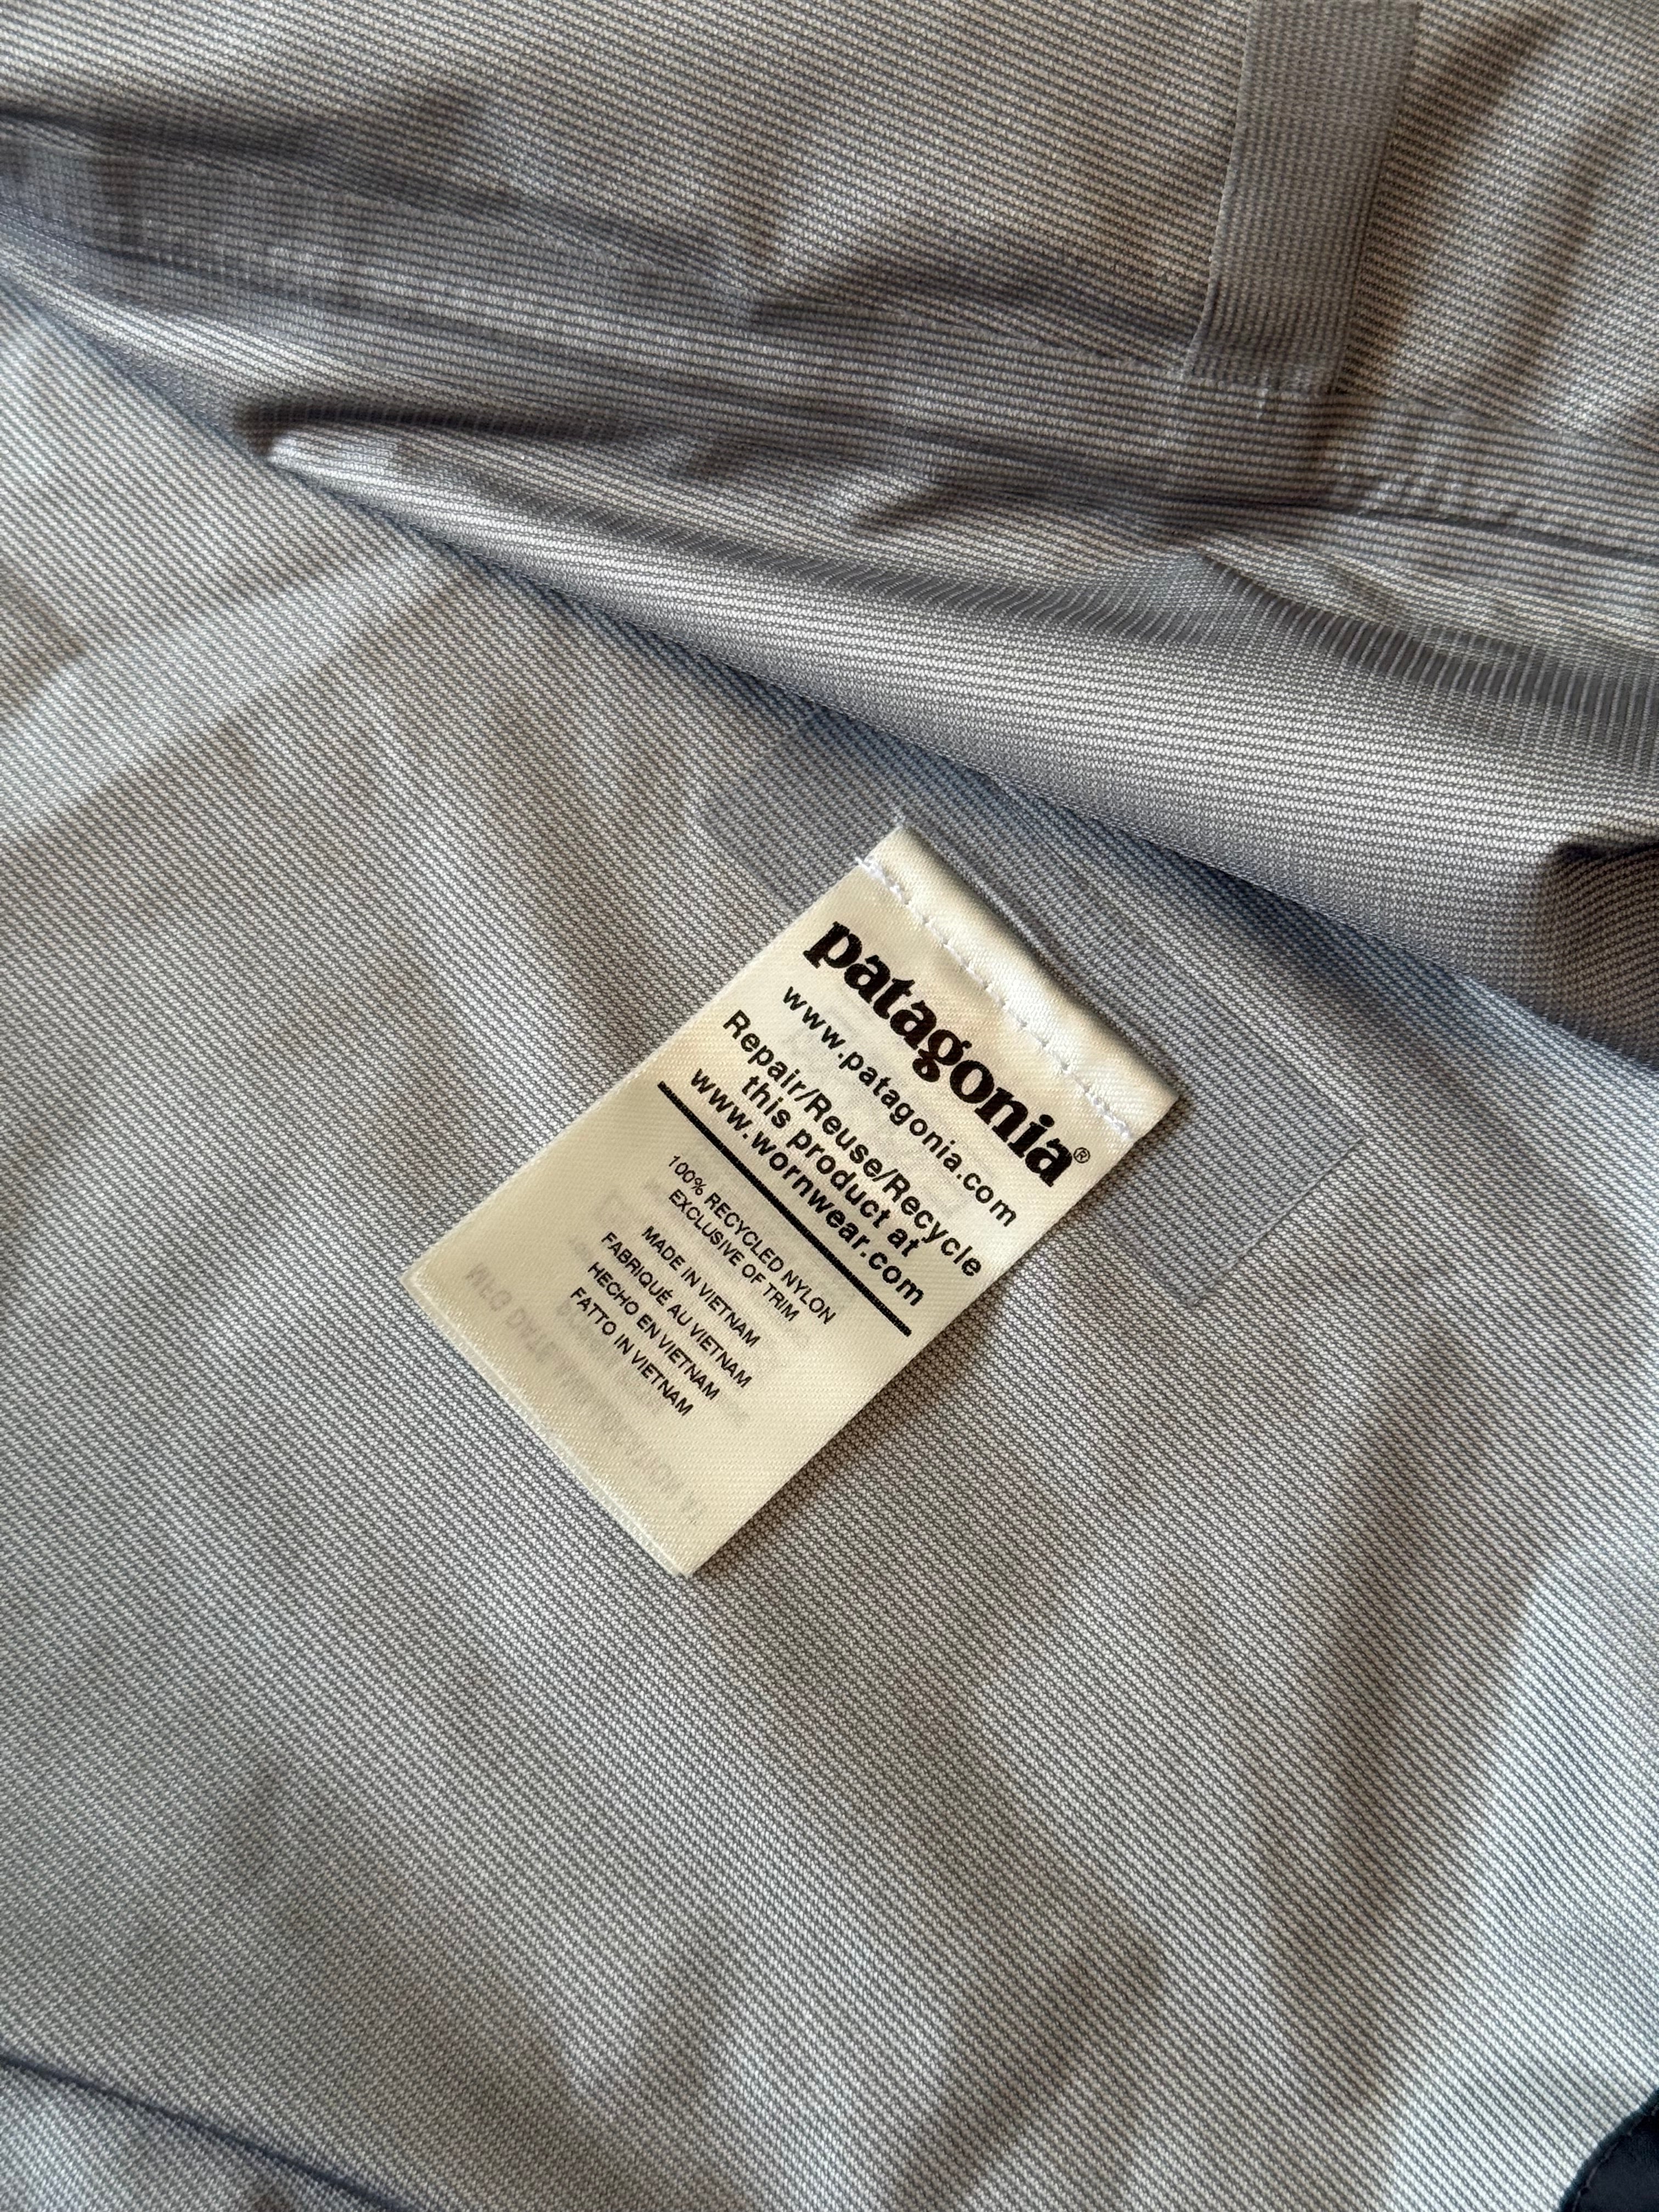 patagonia®
www.patagonia.com
Repair/Reuse/Recycle
this product at
www.wornwear.com
100% RECYCLED NYLON
EXCLUSIVE OF TRIM
MADE IN VIETNAM
FABRIQUÉ AU VIETNAM
HECHO EN VIETNAM
FATTO IN VIETNAM